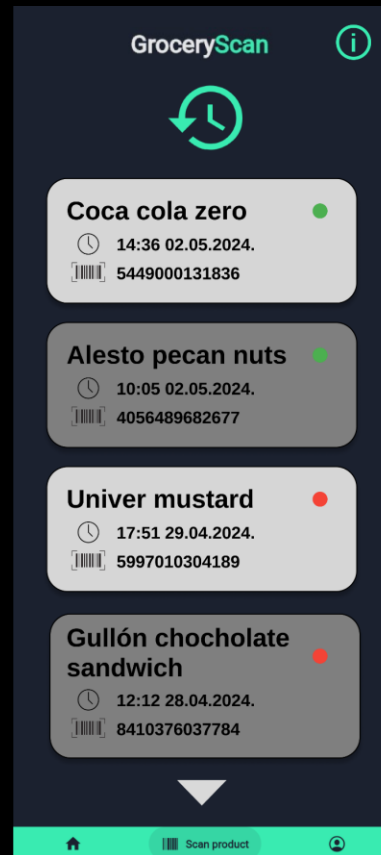 GroceryScan
Coca cola zero
14:36 02.05.2024.
5449000131836
Alesto pecan nuts
10:05 02.05.2024.
4056489682677
Univer mustard
17:51 29.04.2024.
5997010304189
Gullón chocholate
sandwich
12:12 28.04.2024.
8410376037784
Scan product